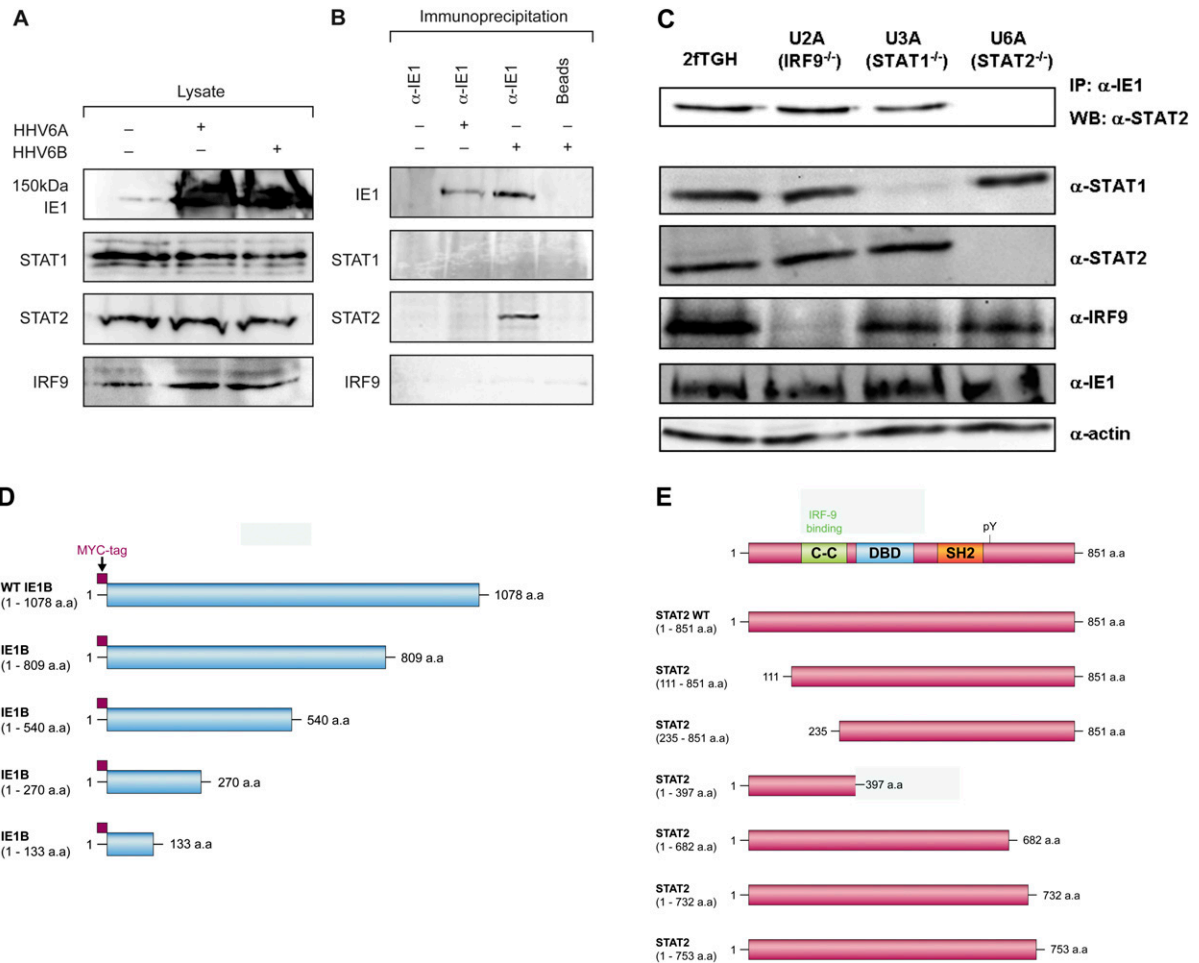 A
Lysate
HHV6A – + –
HHV6B – – +
150kDa
IE1
STAT1
STAT2
IRF9
B
Immunoprecipitation
α-IE1 α-IE1 α-IE1 Beads
– + – –
– – + +
IE1
STAT1
STAT2
IRF9
C
2fTGH
U2A
(IRF9-/-)
U3A
(STAT1-/-)
U6A
(STAT2-/-)
IP: α-IE1
WB: α-STAT2
α-STAT1
α-STAT2
α-IRF9
α-IE1
α-actin
D
MYC-tag
WT IE1B
(1 - 1078 a.a)
1
1078 a.a
IE1B
(1 - 809 a.a)
1
809 a.a
IE1B
(1 - 540 a.a)
1
540 a.a
IE1B
(1 - 270 a.a)
1
270 a.a
IE1B
(1 - 133 a.a)
1
133 a.a
E
IRF-9
binding
pY
1
C-C
DBD
SH2
851 a.a
STAT2 WT
(1 - 851 a.a)
1
851 a.a
STAT2
(111 - 851 a.a)
111
851 a.a
STAT2
(235 - 851 a.a)
235
851 a.a
STAT2
(1 - 397 a.a)
1
397 a.a
STAT2
(1 - 682 a.a)
1
682 a.a
STAT2
(1 - 732 a.a)
1
732 a.a
STAT2
(1 - 753 a.a)
1
753 a.a